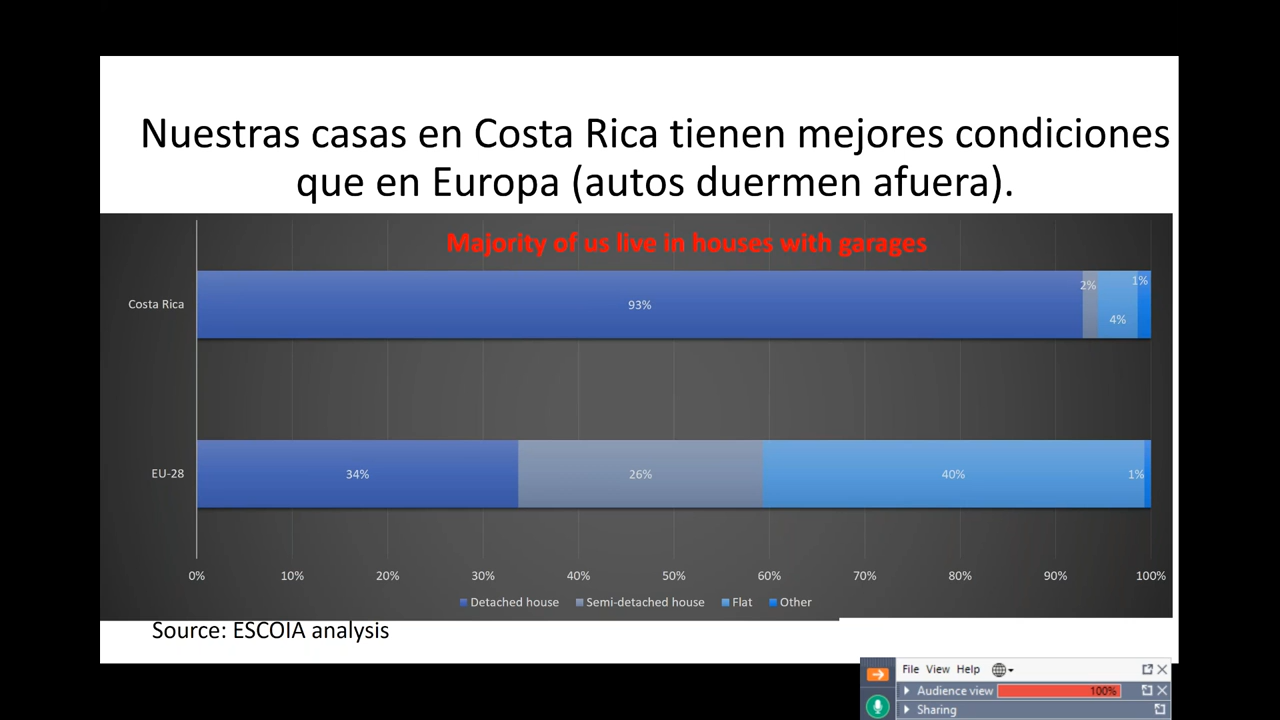 Nuestras casas en Costa Rica tienen mejores condiciones
que en Europa (autos duermen afuera).
Majority of us live in houses with garages
Costa Rica
93%
2%
4%
1%
EU-28
34%
26%
40%
1%
0%
10%
20%
30%
40%
50%
60%
70%
80%
90%
100%
Detached house
Semi-detached house
Flat
Other
Source: ESCOIA analysis
File View Help
Audience view 100%
Sharing